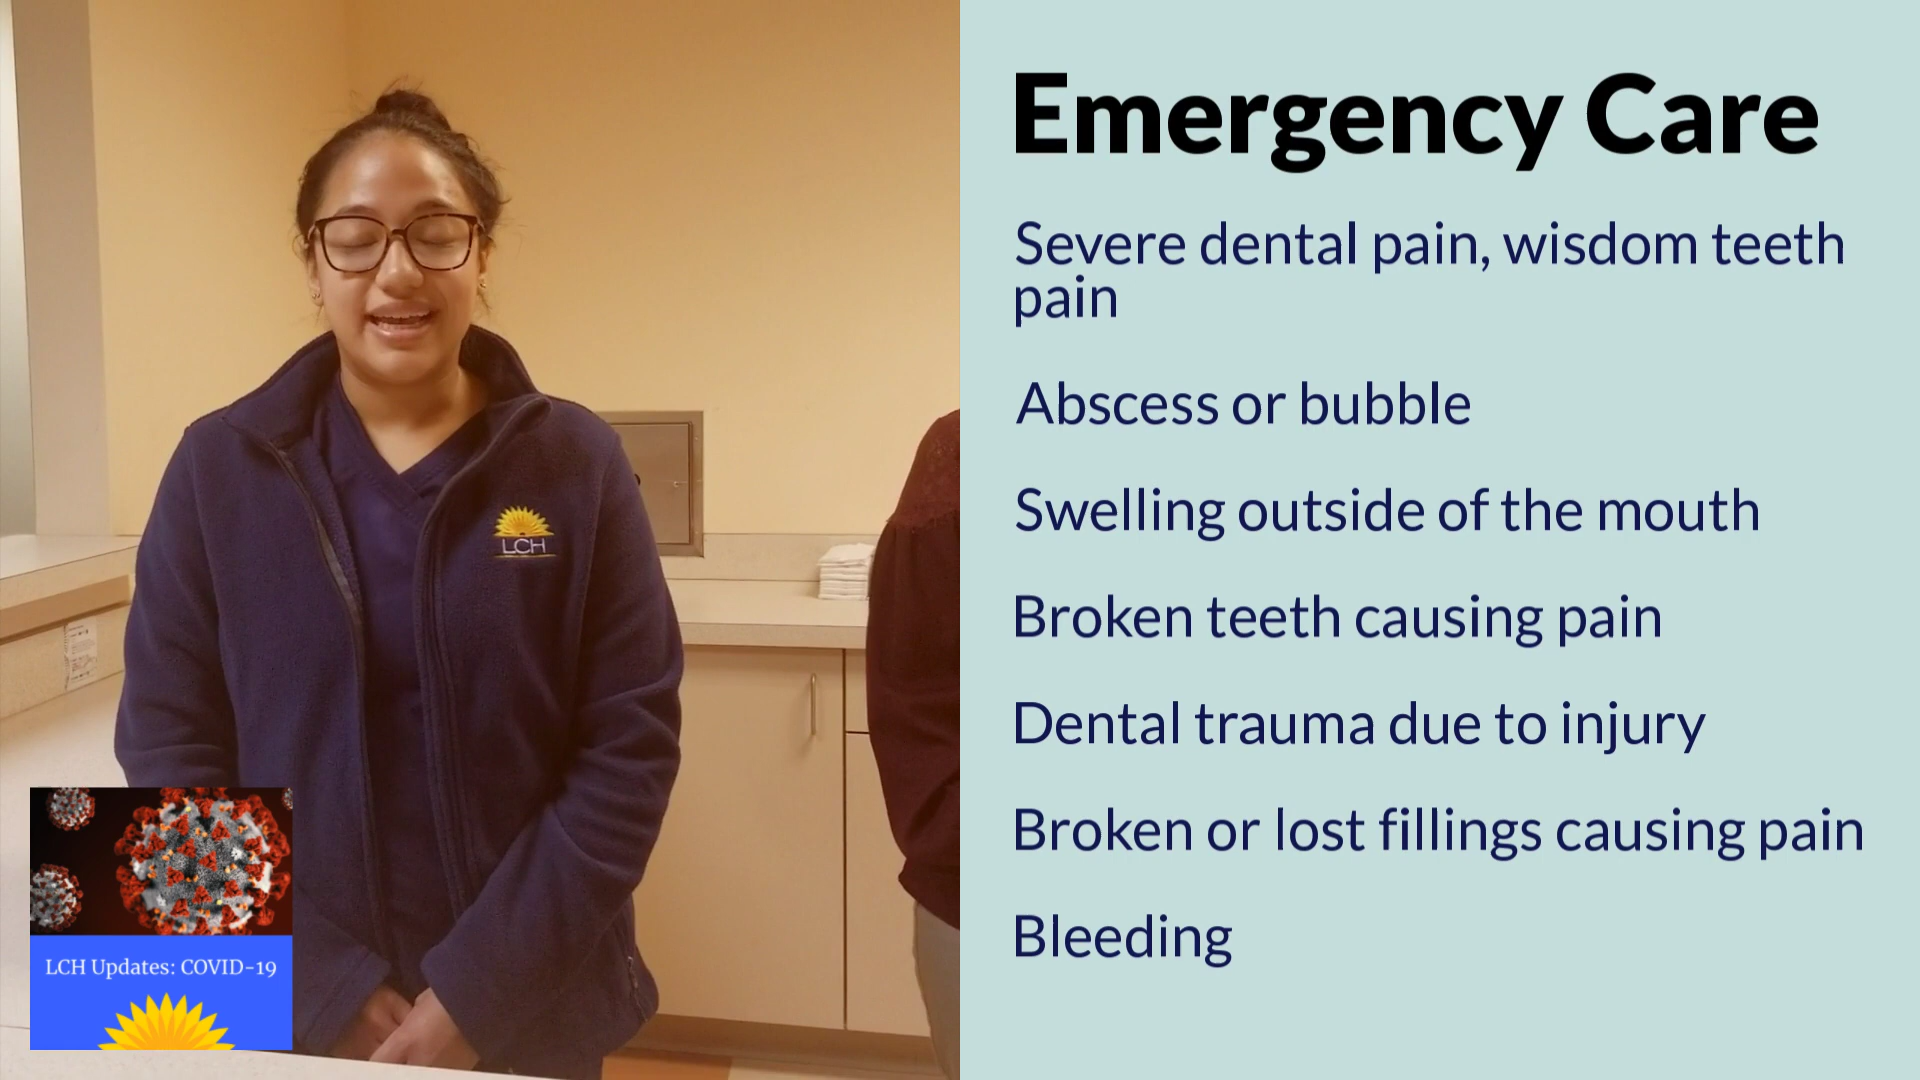 Emergency Care
Severe dental pain, wisdom teeth
pain
Abscess or bubble
Swelling outside of the mouth
Broken teeth causing pain
Dental trauma due to injury
Broken or lost fillings causing pain
Bleeding
LCH
LCH Updates: COVID-19